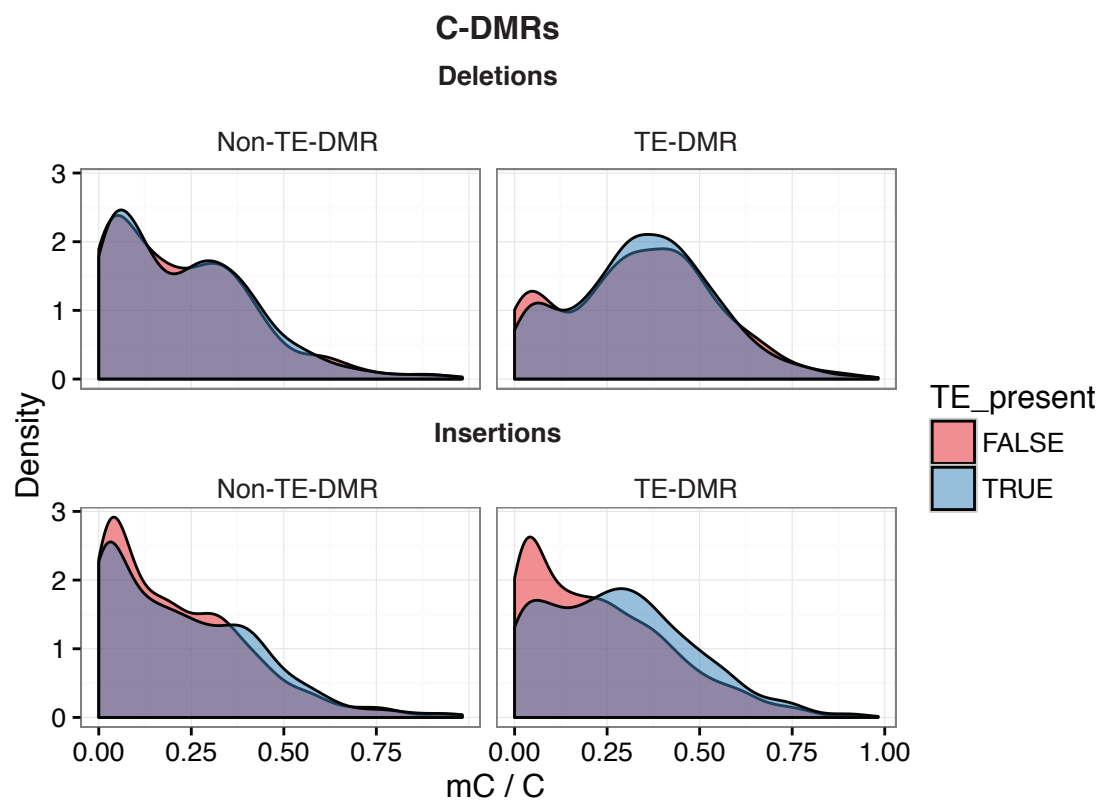 C-DMRs
Deletions
Non-TE-DMR TE-DMR
3
2
1
0
Insertions
Non-TE-DMR TE-DMR
3
2
1
0
0.00 0.25 0.50 0.75 0.00 0.25 0.50 0.75 1.00
mC / C
Density
TE_present
FALSE
TRUE